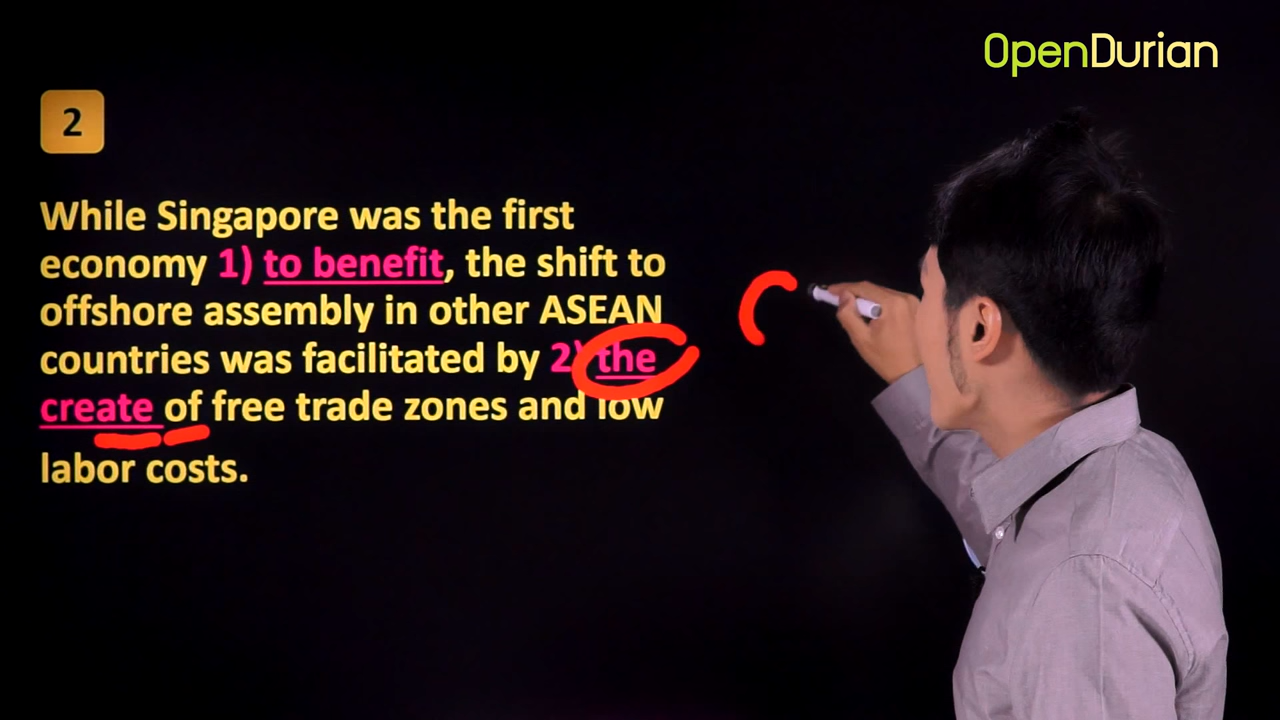 OpenDurian
2
While Singapore was the first
economy 1) to benefit, the shift to
offshore assembly in other ASEAN
countries was facilitated by 2) the
create of free trade zones and low
labor costs.